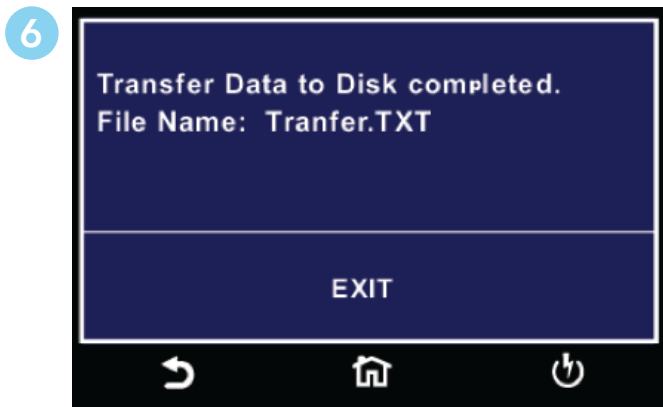 6
Transfer Data to Disk completed.
File Name: Tranfer.TXT
EXIT